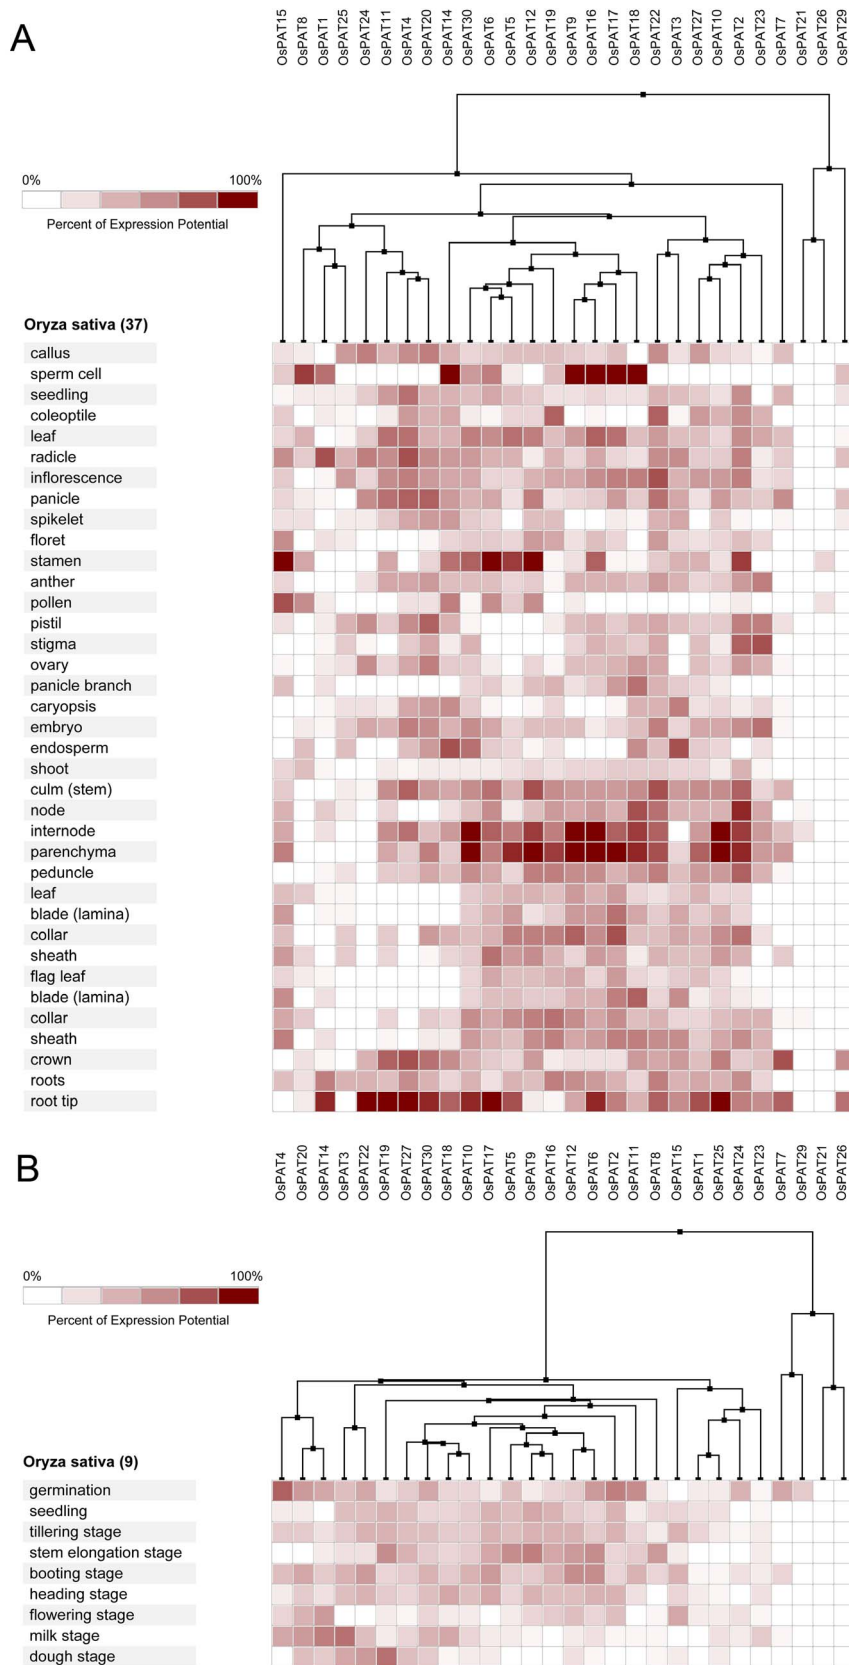 A
OsPAT15
OsPAT8
OsPAT1
OsPAT25
OsPAT24
OsPAT11
OsPAT4
OsPAT20
OsPAT14
OsPAT30
OsPAT6
OsPAT5
OsPAT12
OsPAT19
OsPAT9
OsPAT16
OsPAT17
OsPAT18
OsPAT22
OsPAT3
OsPAT27
OsPAT10
OsPAT2
OsPAT23
OsPAT7
OsPAT21
OsPAT26
OsPAT29
0% 100%
Percent of Expression Potential
Oryza sativa (37)
callus
sperm cell
seedling
coleoptile
leaf
radicle
inflorescence
panicle
spikelet
floret
stamen
anther
pollen
pistil
stigma
ovary
panicle branch
caryopsis
embryo
endosperm
shoot
culm (stem)
node
internode
parenchyma
peduncle
leaf
blade (lamina)
collar
sheath
flag leaf
blade (lamina)
collar
sheath
crown
roots
root tip
B
OsPAT4
OsPAT20
OsPAT14
OsPAT3
OsPAT22
OsPAT19
OsPAT27
OsPAT30
OsPAT18
OsPAT10
OsPAT17
OsPAT5
OsPAT9
OsPAT16
OsPAT12
OsPAT6
OsPAT2
OsPAT11
OsPAT8
OsPAT15
OsPAT1
OsPAT25
OsPAT24
OsPAT23
OsPAT7
OsPAT29
OsPAT21
OsPAT26
0% 100%
Percent of Expression Potential
Oryza sativa (9)
germination
seedling
tillering stage
stem elongation stage
booting stage
heading stage
flowering stage
milk stage
dough stage